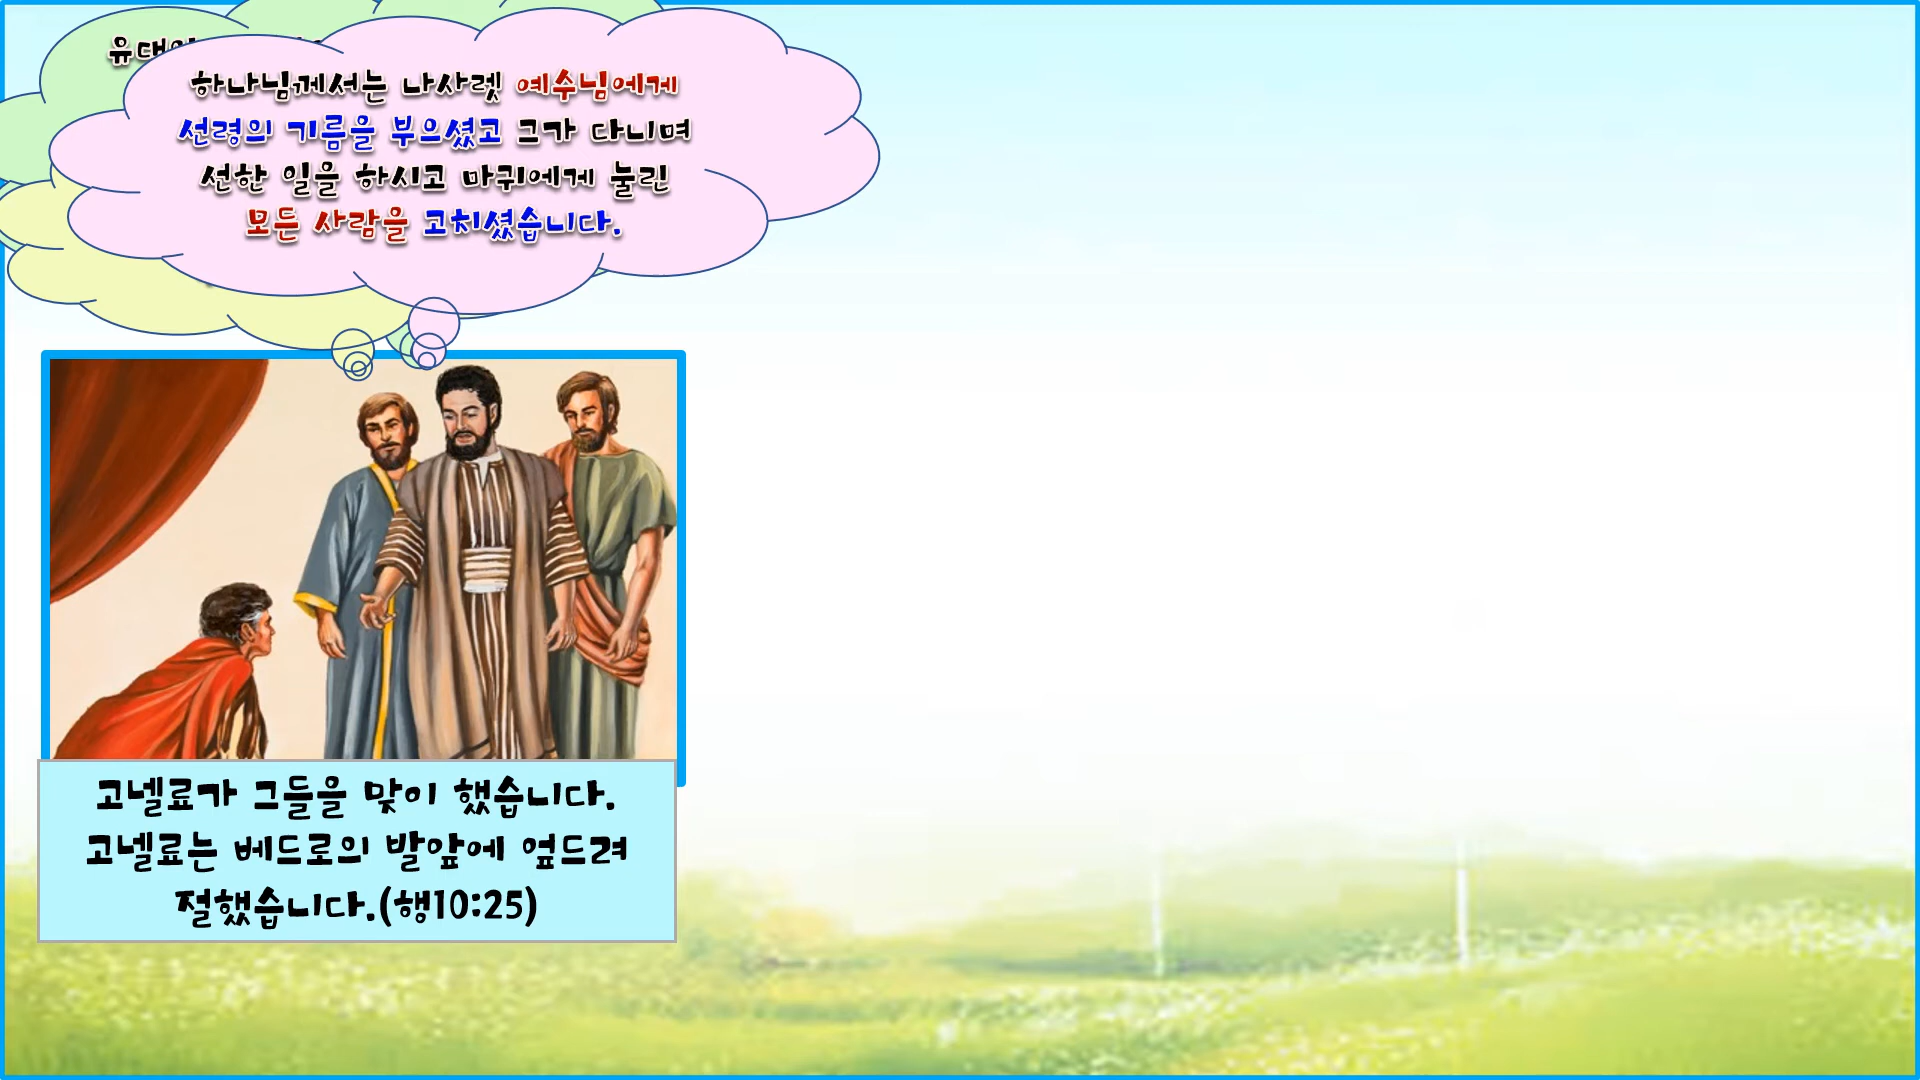 하나님께서는 나사렛 예수님에게
선령의 기름을 부으셨고 그가 다니며
선한 일을 하시고 마귀에게 눌린
모든 사람을 고치셨습니다.
고넬료가 그들을 맞이 했습니다.
고넬료는 베드로의 발앞에 엎드려
절했습니다.(행10:25)